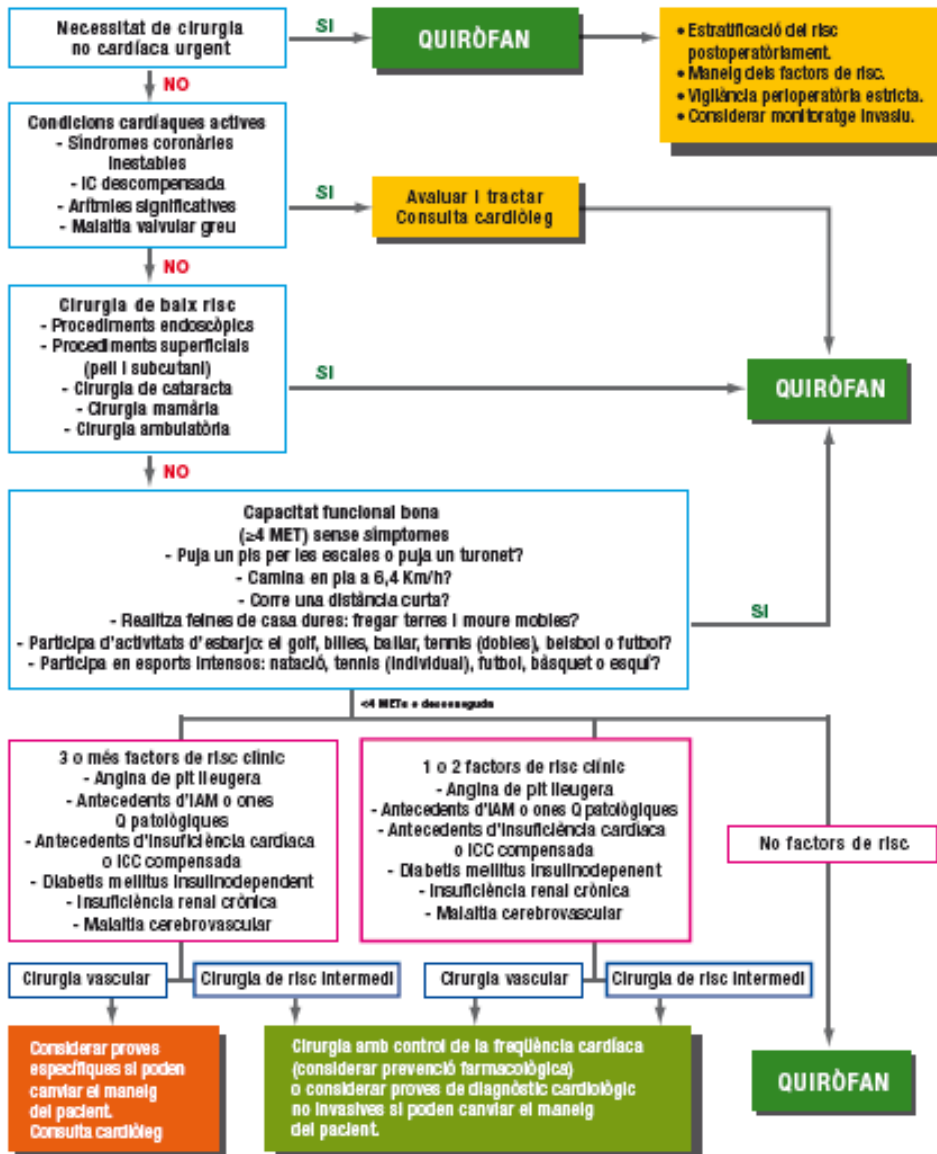 Necessitat de cirurgia
no cardíaca urgent
SI
QUIRÒFAN
• Estratificació del risc
postoperatòriament.
• Maneig dels factors de risc.
• Vigilància perioperatòria estricta.
• Considerar monitoratge invasiu.
NO
Condicions cardíaques actives
- Síndromes coronàries
inestables
- IC descompensada
- Arítmies significatives
- Malaltia valvular greu
SI
Avaluar i tractar
Consulta cardiòleg
NO
Cirurgia de baix risc
- Procediments endoscòpics
- Procediments superficials
(pell i subcutani)
- Cirurgia de cataracta
- Cirurgia mamària
- Cirurgia ambulatòria
SI
QUIRÒFAN
NO
Capacitat funcional bona
(≥4 MET) sense símptomes
- Puja un pis per les escales o puja un turonet?
- Camina en pla a 6,4 Km/h?
- Corre una distància curta?
- Realitza feines de casa dures: fregar terres i moure mobles?
- Participa d'activitats d'esbarjo: el golf, bitlles, ballar, tennis (dobles), beisbol o futbol?
- Participa en esports intensos: natació, tennis (individual), futbol, bàsquet o esquí?
SI
<4 METs o desconeguda
3 o més factors de risc clínic
- Angina de pit lleugera
- Antecedents d'IAM o ones
Q patològiques
- Antecedents d'insuficiència cardíaca
o ICC compensada
- Diabetis mellitus insulinodependent
- Insuficiència renal crònica
- Malaltia cerebrovascular
1 o 2 factors de risc clínic
- Angina de pit lleugera
- Antecedents d'IAM o ones Q patològiques
- Antecedents d'insuficiència cardíaca
o ICC compensada
- Diabetis mellitus insulinodepenent
- Insuficiència renal crònica
- Malaltia cerebrovascular
No factors de risc
Cirurgia vascular
Cirurgia de risc intermedi
Cirurgia vascular
Cirurgia de risc intermedi
Considerar proves
específiques si poden
canviar el maneig
del pacient.
Consulta cardiòleg
Cirurgia amb control de la freqüència cardíaca
(considerar prevenció farmacològica)
o considerar proves de diagnòstic cardiològic
no invasives si poden canviar el maneig
del pacient.
QUIRÒFAN